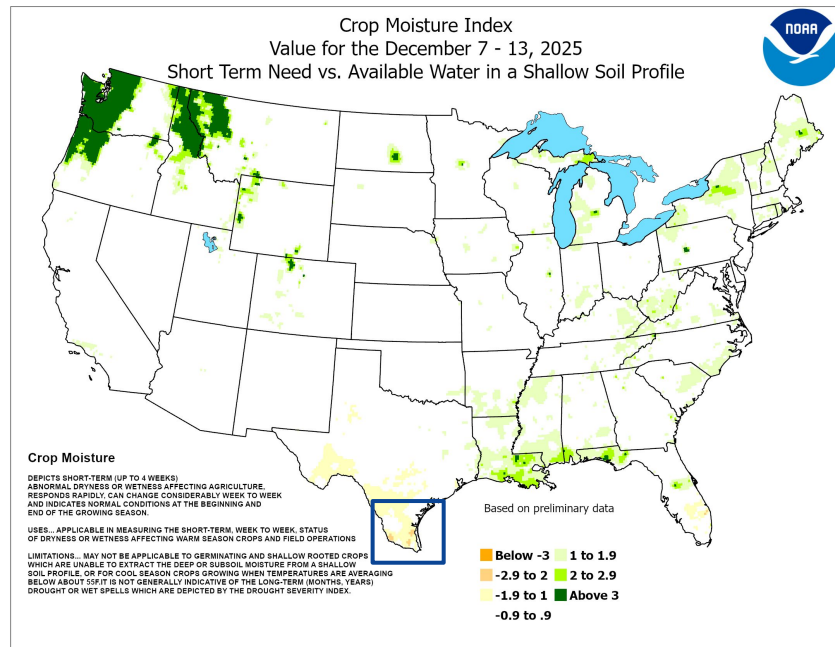 Crop Moisture Index
Value for the December 7 - 13, 2025
Short Term Need vs. Available Water in a Shallow Soil Profile
NOAA
Crop Moisture
DEPICTS SHORT-TERM (UP TO 4 WEEKS)
ABNORMAL DRYNESS OR WETNESS AFFECTING AGRICULTURE,
RESPONDS RAPIDLY, CAN CHANGE CONSIDERABLY WEEK TO WEEK
AND INDICATES NORMAL CONDITIONS AT THE BEGINNING AND
END OF THE GROWING SEASON.
USES... APPLICABLE IN MEASURING THE SHORT-TERM, WEEK TO WEEK, STATUS
OF DRYNESS OR WETNESS AFFECTING WARM SEASON CROPS AND FIELD OPERATIONS
LIMITATIONS... MAY NOT BE APPLICABLE TO GERMINATING AND SHALLOW ROOTED CROPS
WHICH ARE UNABLE TO EXTRACT THE DEEP OR SUBSOIL MOISTURE FROM A SHALLOW
SOIL PROFILE, OR FOR COOL SEASON CROPS GROWING WHEN TEMPERATURES ARE AVERAGING
BELOW ABOUT 55F.IT IS NOT GENERALLY INDICATIVE OF THE LONG-TERM (MONTHS, YEARS)
DROUGHT OR WET SPELLS WHICH ARE DEPICTED BY THE DROUGHT SEVERITY INDEX.
Based on preliminary data
Below -3
-2.9 to 2
-1.9 to 1
-0.9 to .9
1 to 1.9
2 to 2.9
Above 3